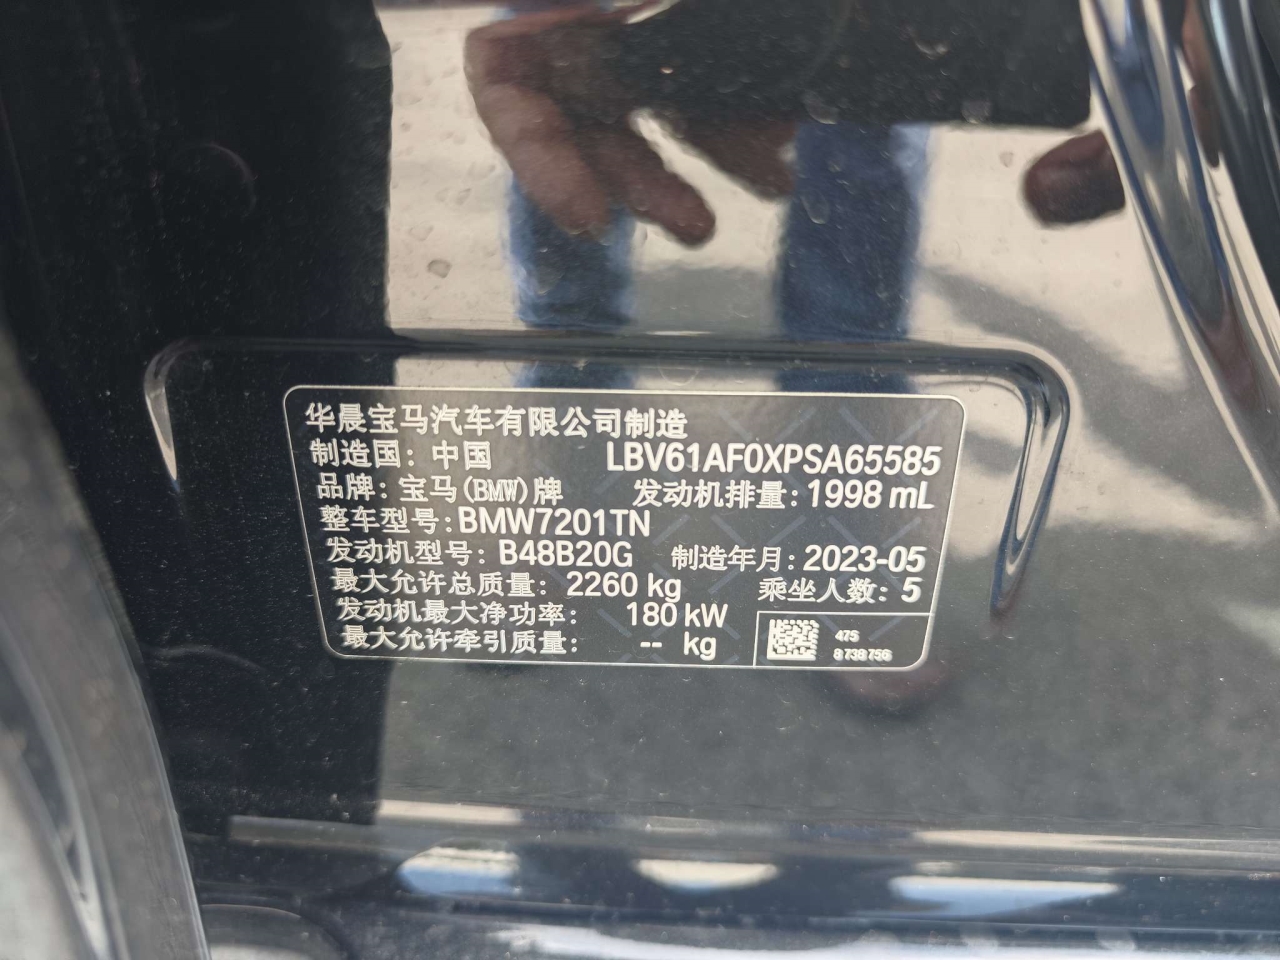 华晨宝马汽车有限公司制造
制造国：中国 LBV61AF0XPSA65585
品牌：宝马(BMW)牌 发动机排量：1998 mL
整车型号：BMW7201TN
发动机型号：B48B20G 制造年月：2023-05
最大允许总质量：2260 kg 乘坐人数：5
发动机最大净功率：180 kW
最大允许牵引质量：-- kg
475
8738756